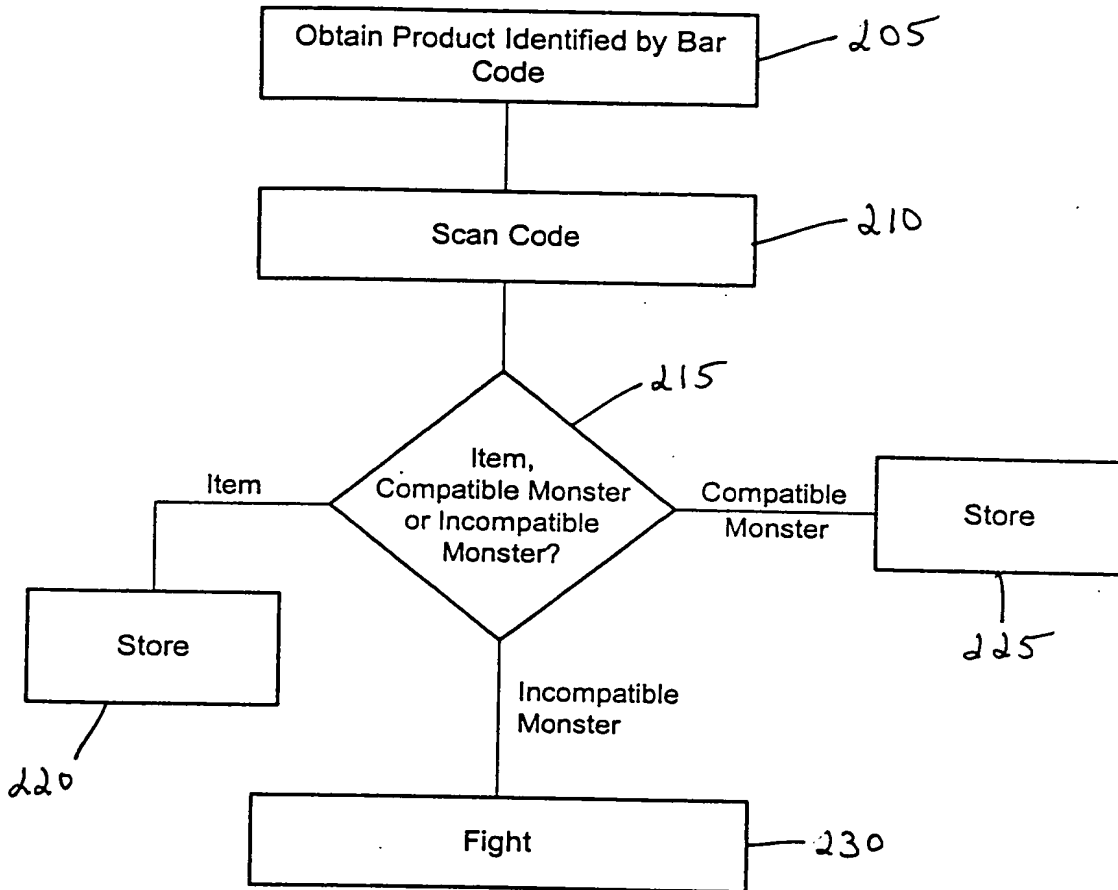 Obtain Product Identified by Bar
Code
205
Scan Code
210
215
Item,
Compatible Monster
or Incompatible
Monster?
Item
Compatible
Monster
Store
225
Store
220
Incompatible
Monster
Fight
230